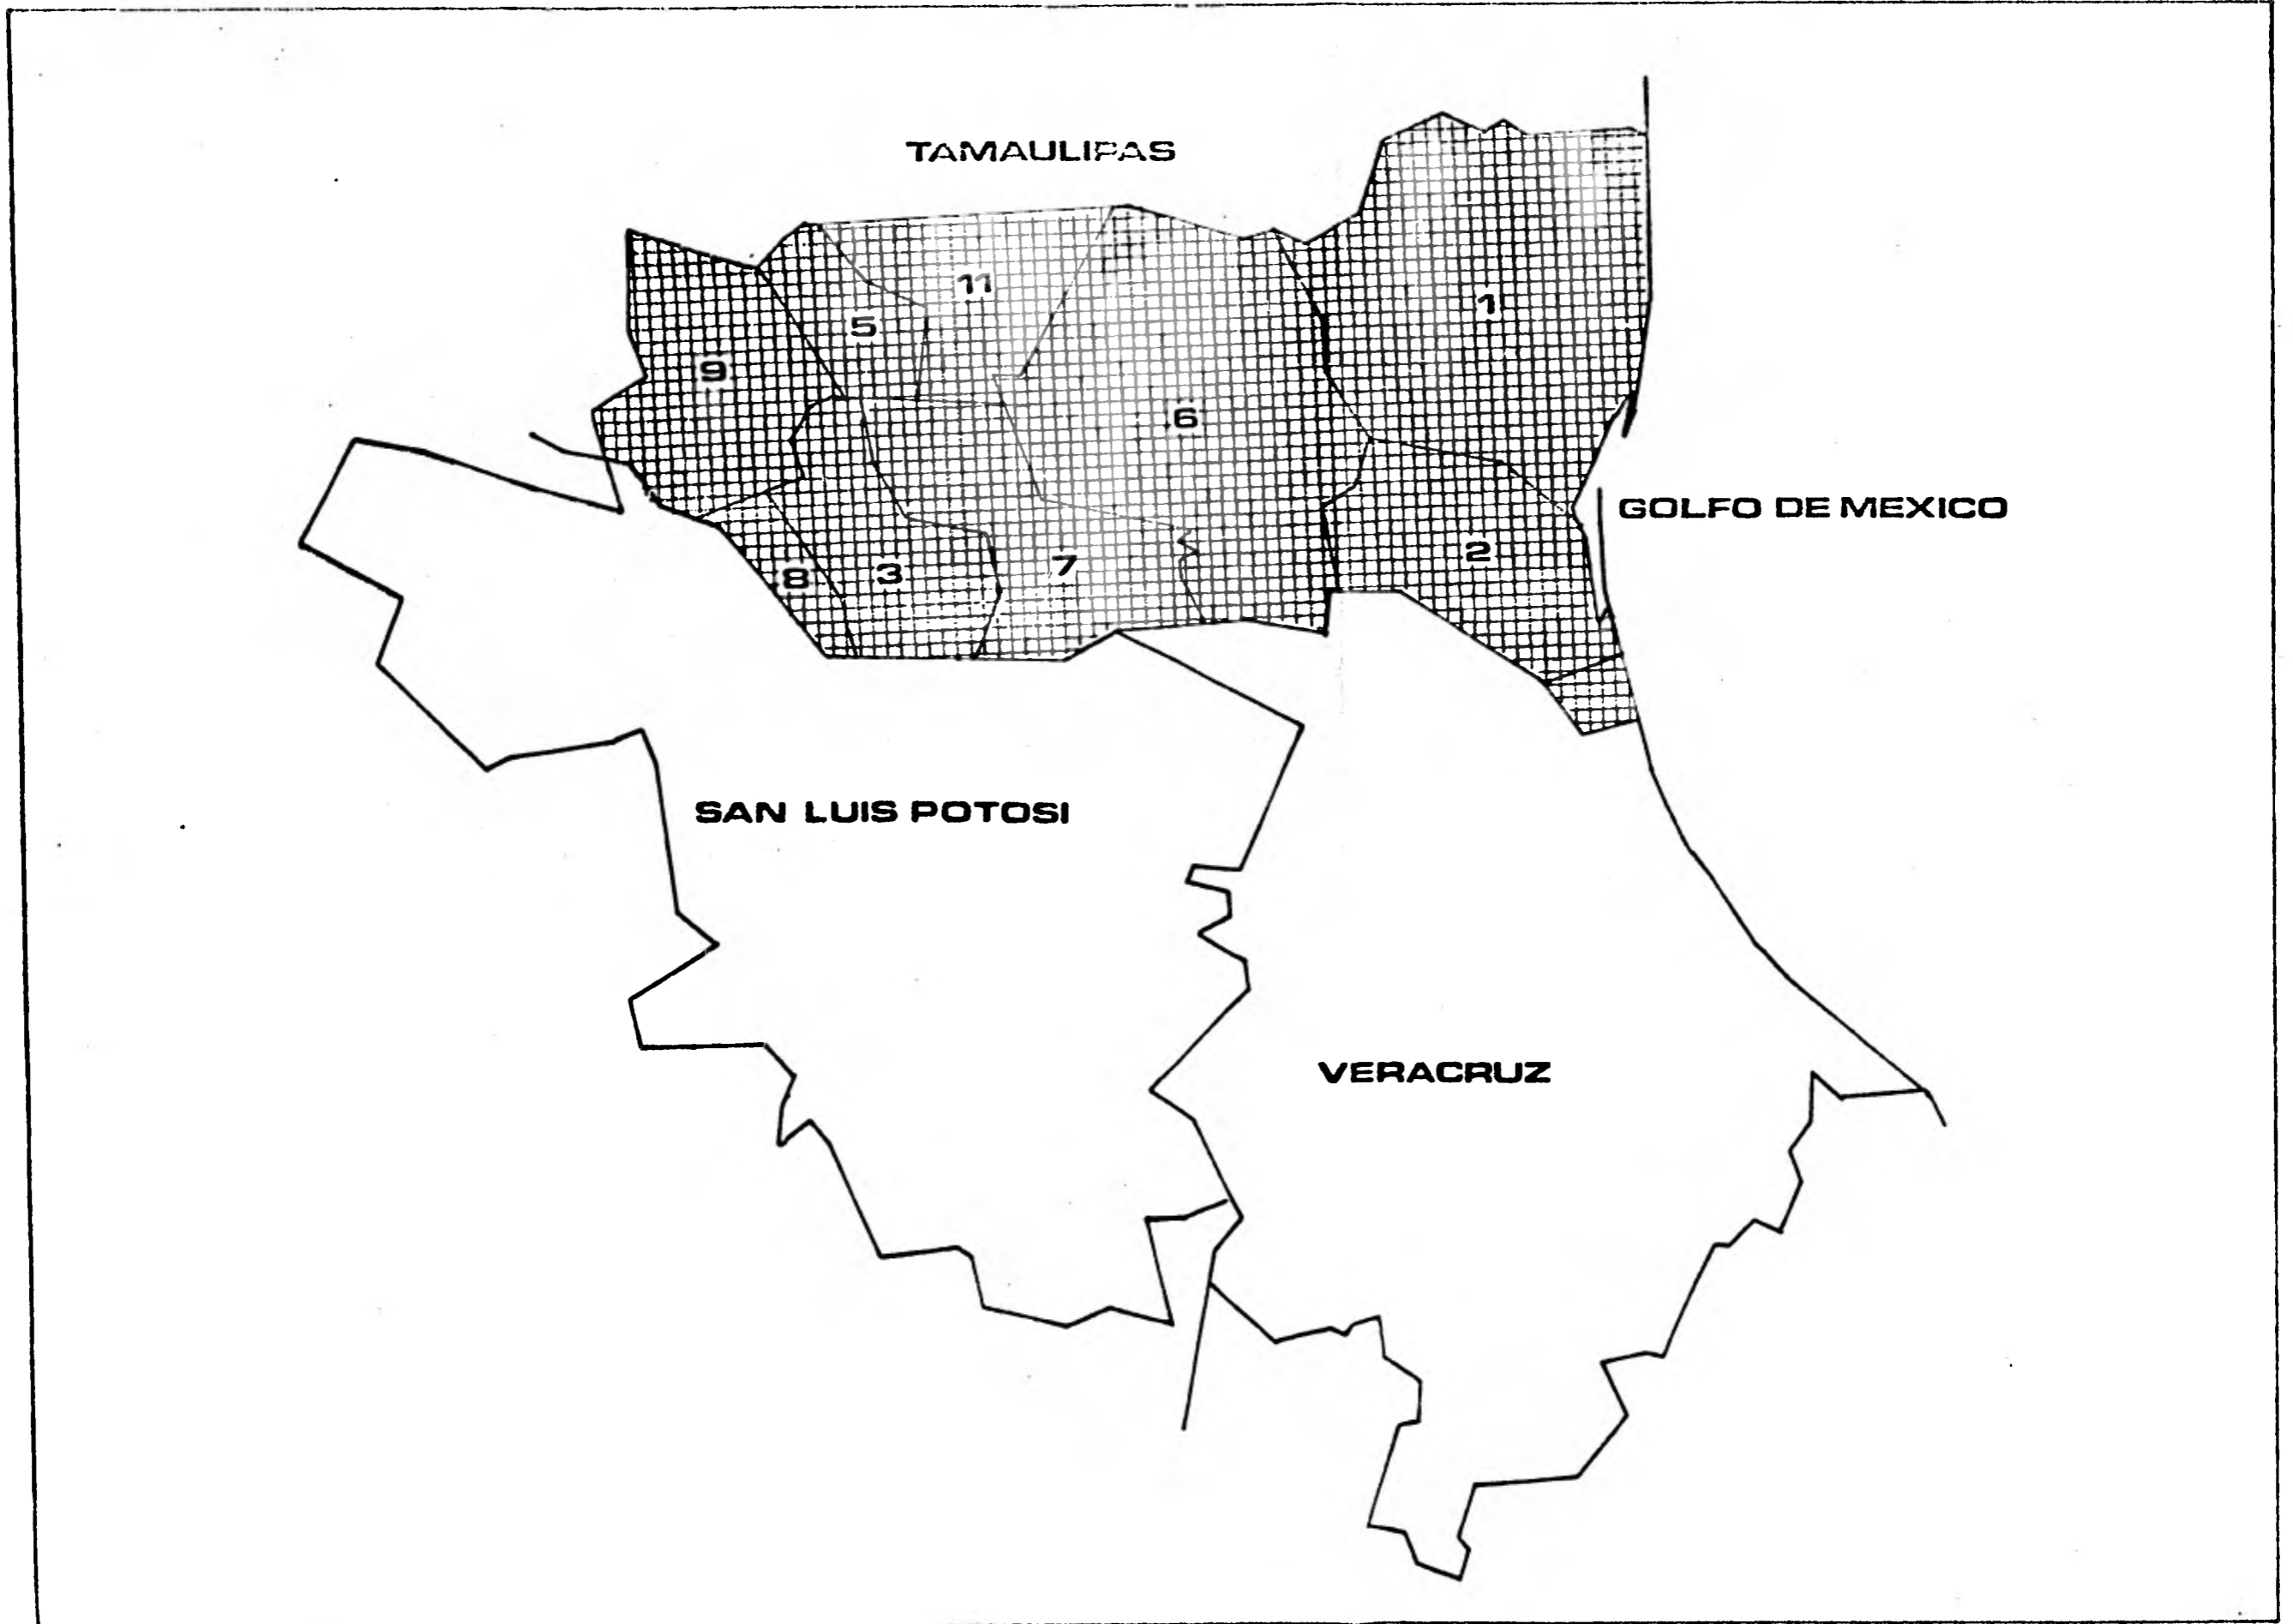 TAMAULIPAS
11
1
5
9
6
GOLFO DE MEXICO
2
7
3
8
SAN LUIS POTOSI
VERACRUZ